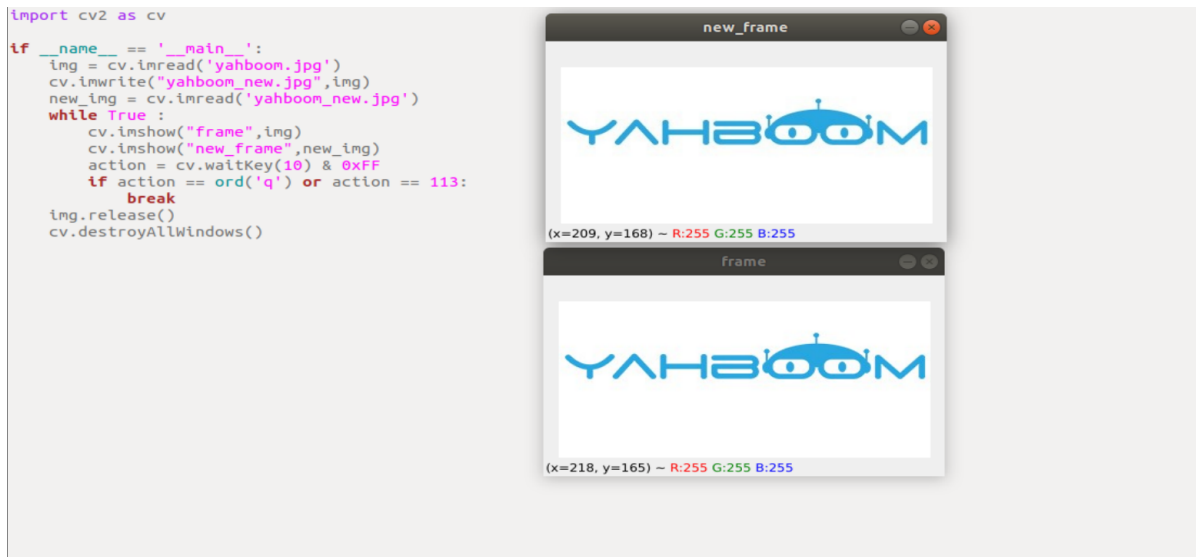 import cv2 as cv
if __name__ == '__main__':
    img = cv.imread('yahboom.jpg')
    cv.imwrite("yahboom_new.jpg",img)
    new_img = cv.imread('yahboom_new.jpg')
    while True :
        cv.imshow("frame",img)
        cv.imshow("new_frame",new_img)
        action = cv.waitKey(10) & 0xFF
        if action == ord('q') or action == 113:
            break
    img.release()
    cv.destroyAllWindows()
new_frame
YAHBOOM
(x=209, y=168) ~ R:255 G:255 B:255
frame
YAHBOOM
(x=218, y=165) ~ R:255 G:255 B:255